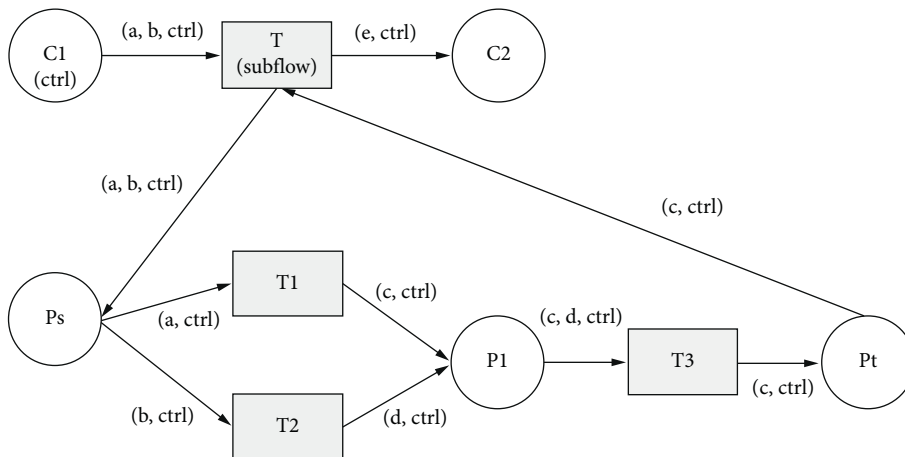 (a, b, ctrl)
(e, ctrl)
C1
(ctrl)
T
(subflow)
C2
(a, b, ctrl)
(c, ctrl)
Ps
T1
(a, ctrl)
(c, ctrl)
(c, d, ctrl)
P1
T3
Pt
(b, ctrl)
T2
(d, ctrl)
(c, ctrl)